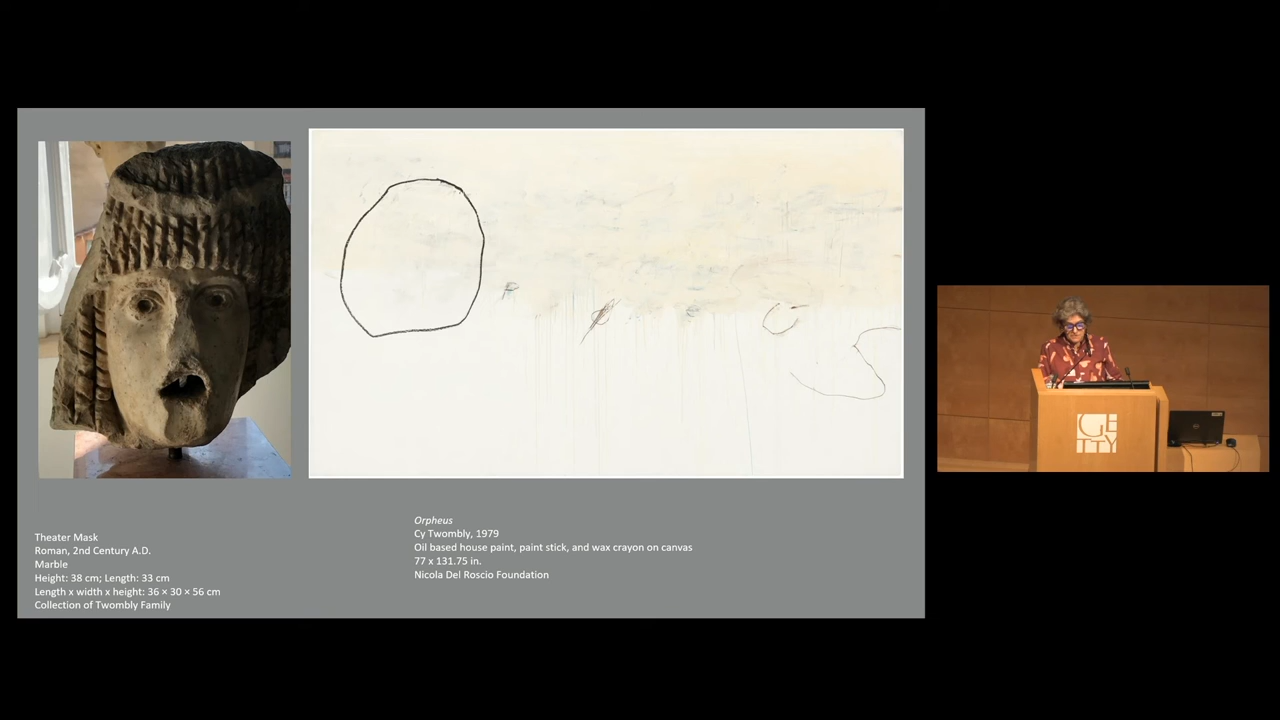 Theater Mask
Roman, 2nd Century A.D.
Marble
Height: 38 cm; Length: 33 cm
Length x width x height: 36 × 30 × 56 cm
Collection of Twombly Family
Orpheus
Cy Twombly, 1979
Oil based house paint, paint stick, and wax crayon on canvas
77 x 131.75 in.
Nicola Del Roscio Foundation
GE
TTY